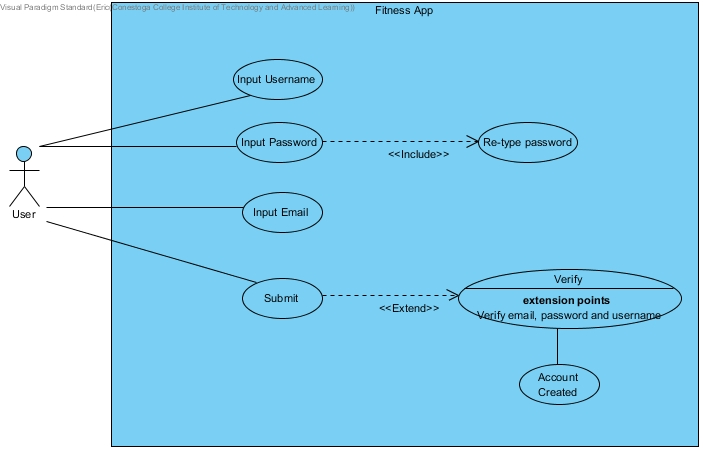 Visual Paradigm Standard(Eric(Conestoga College Institute of Technology and Advanced Learning))
Fitness App
Input Username
Input Password
Re-type password
<<Include>>
User
Input Email
Verify
Submit
extension points
<<Extend>>
Verify email, password and username
Account
Created